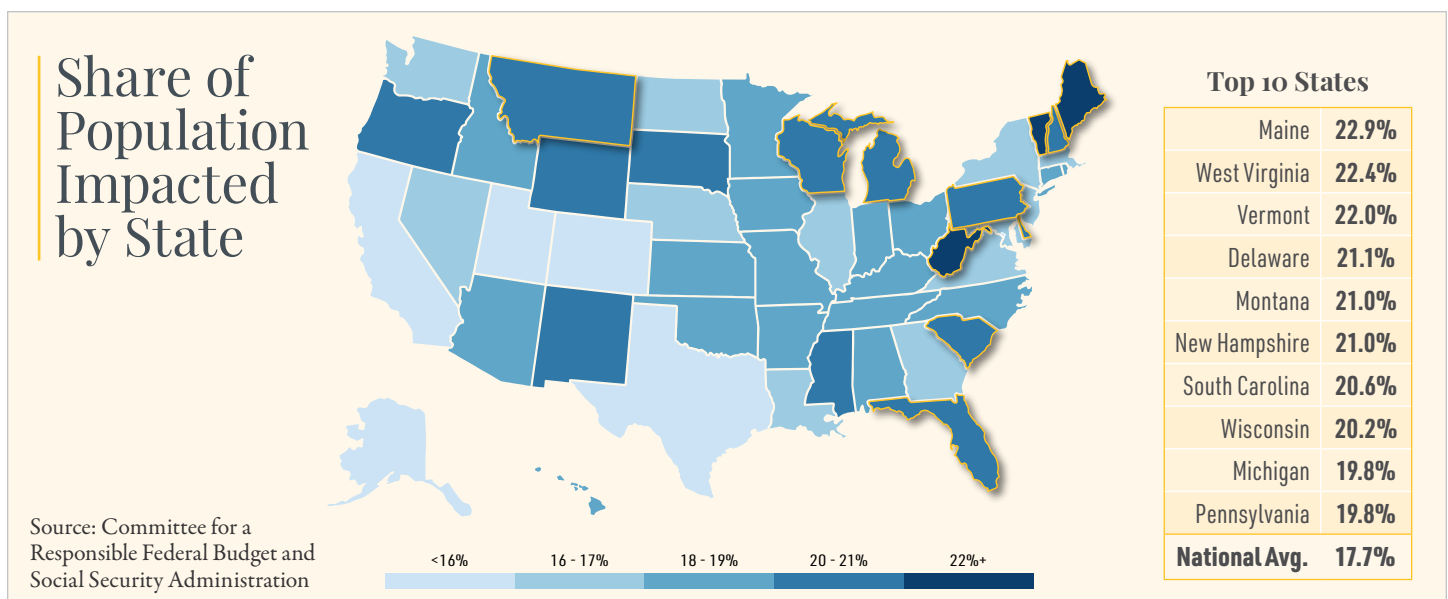 Share of
Population
Impacted
by State
Top 10 States
Maine 22.9%
West Virginia 22.4%
Vermont 22.0%
Delaware 21.1%
Montana 21.0%
New Hampshire 21.0%
South Carolina 20.6%
Wisconsin 20.2%
Michigan 19.8%
Pennsylvania 19.8%
National Avg. 17.7%
Source: Committee for a
Responsible Federal Budget and
Social Security Administration
<16% 16 - 17% 18 - 19% 20 - 21% 22%+